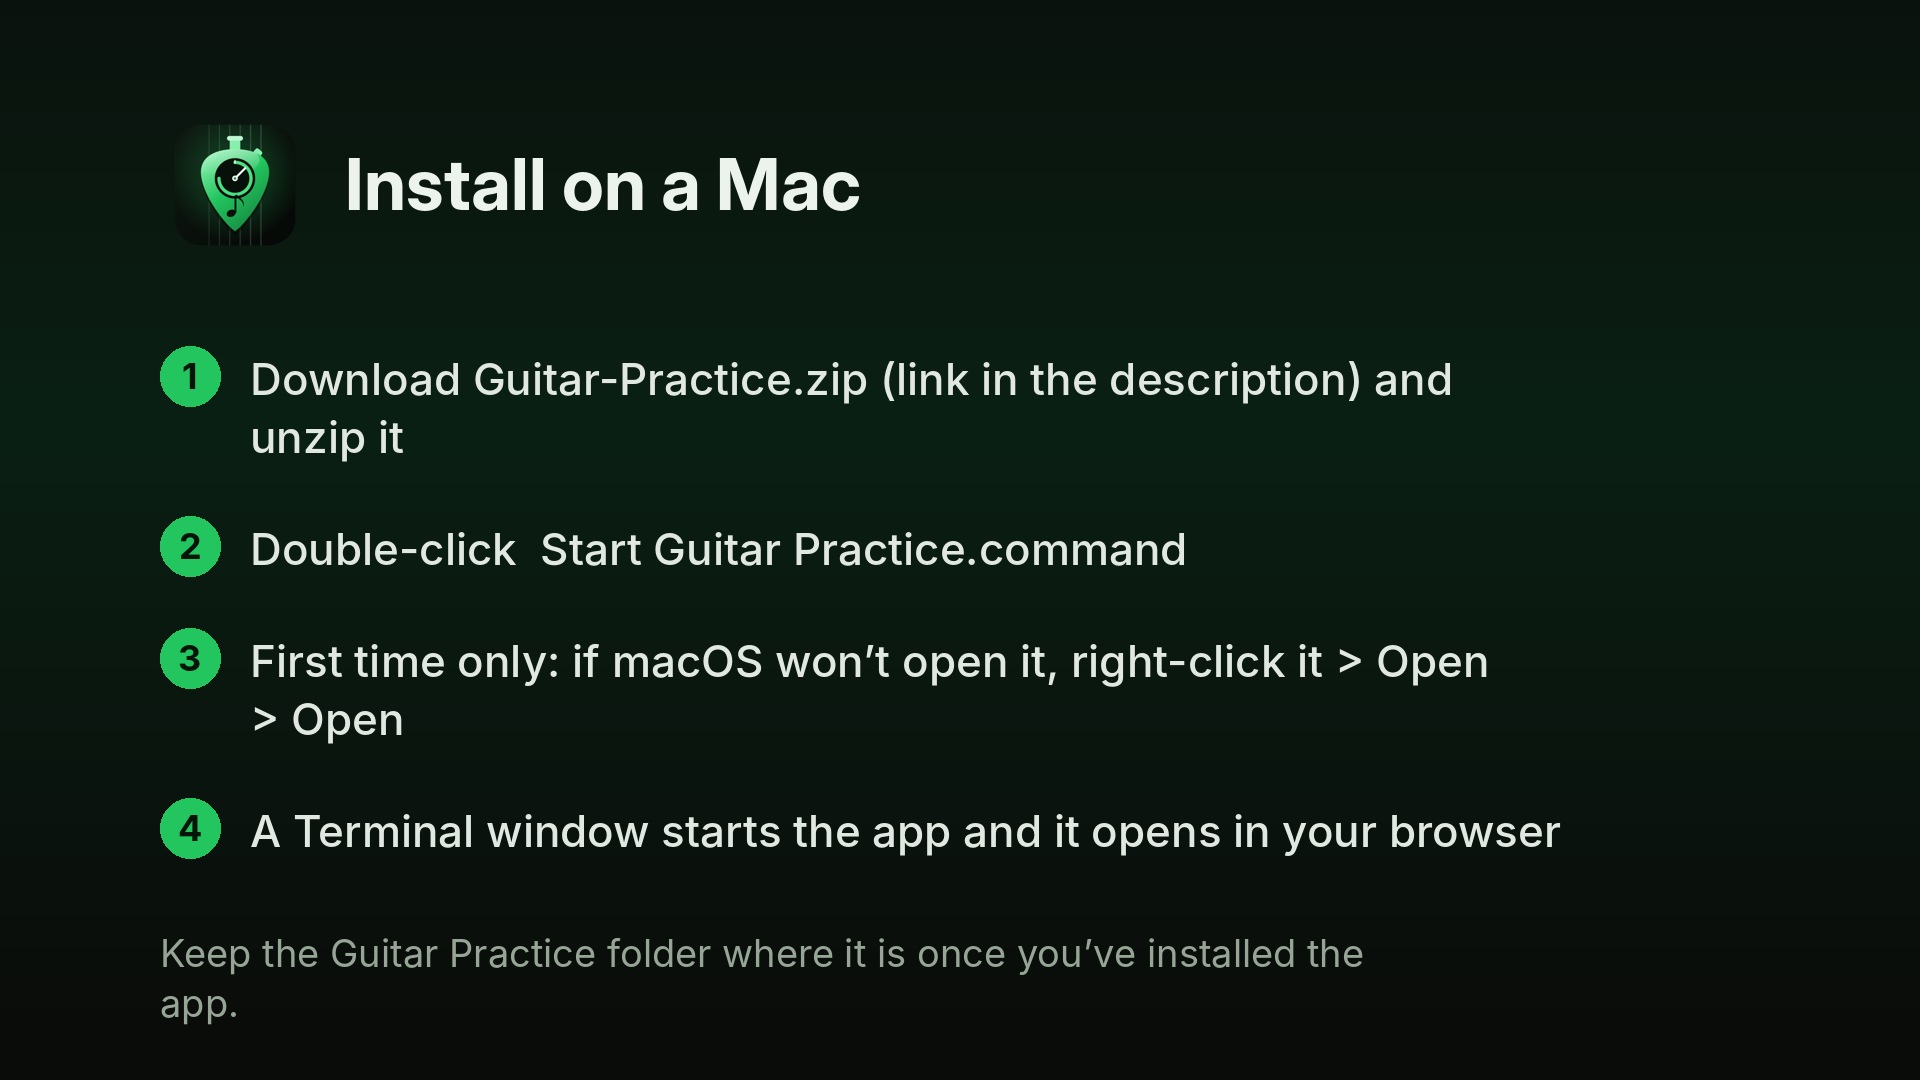 Install on a Mac
1 Download Guitar-Practice.zip (link in the description) and
unzip it
2 Double-click  Start Guitar Practice.command
3 First time only: if macOS won’t open it, right-click it > Open
> Open
4 A Terminal window starts the app and it opens in your browser
Keep the Guitar Practice folder where it is once you’ve installed the
app.